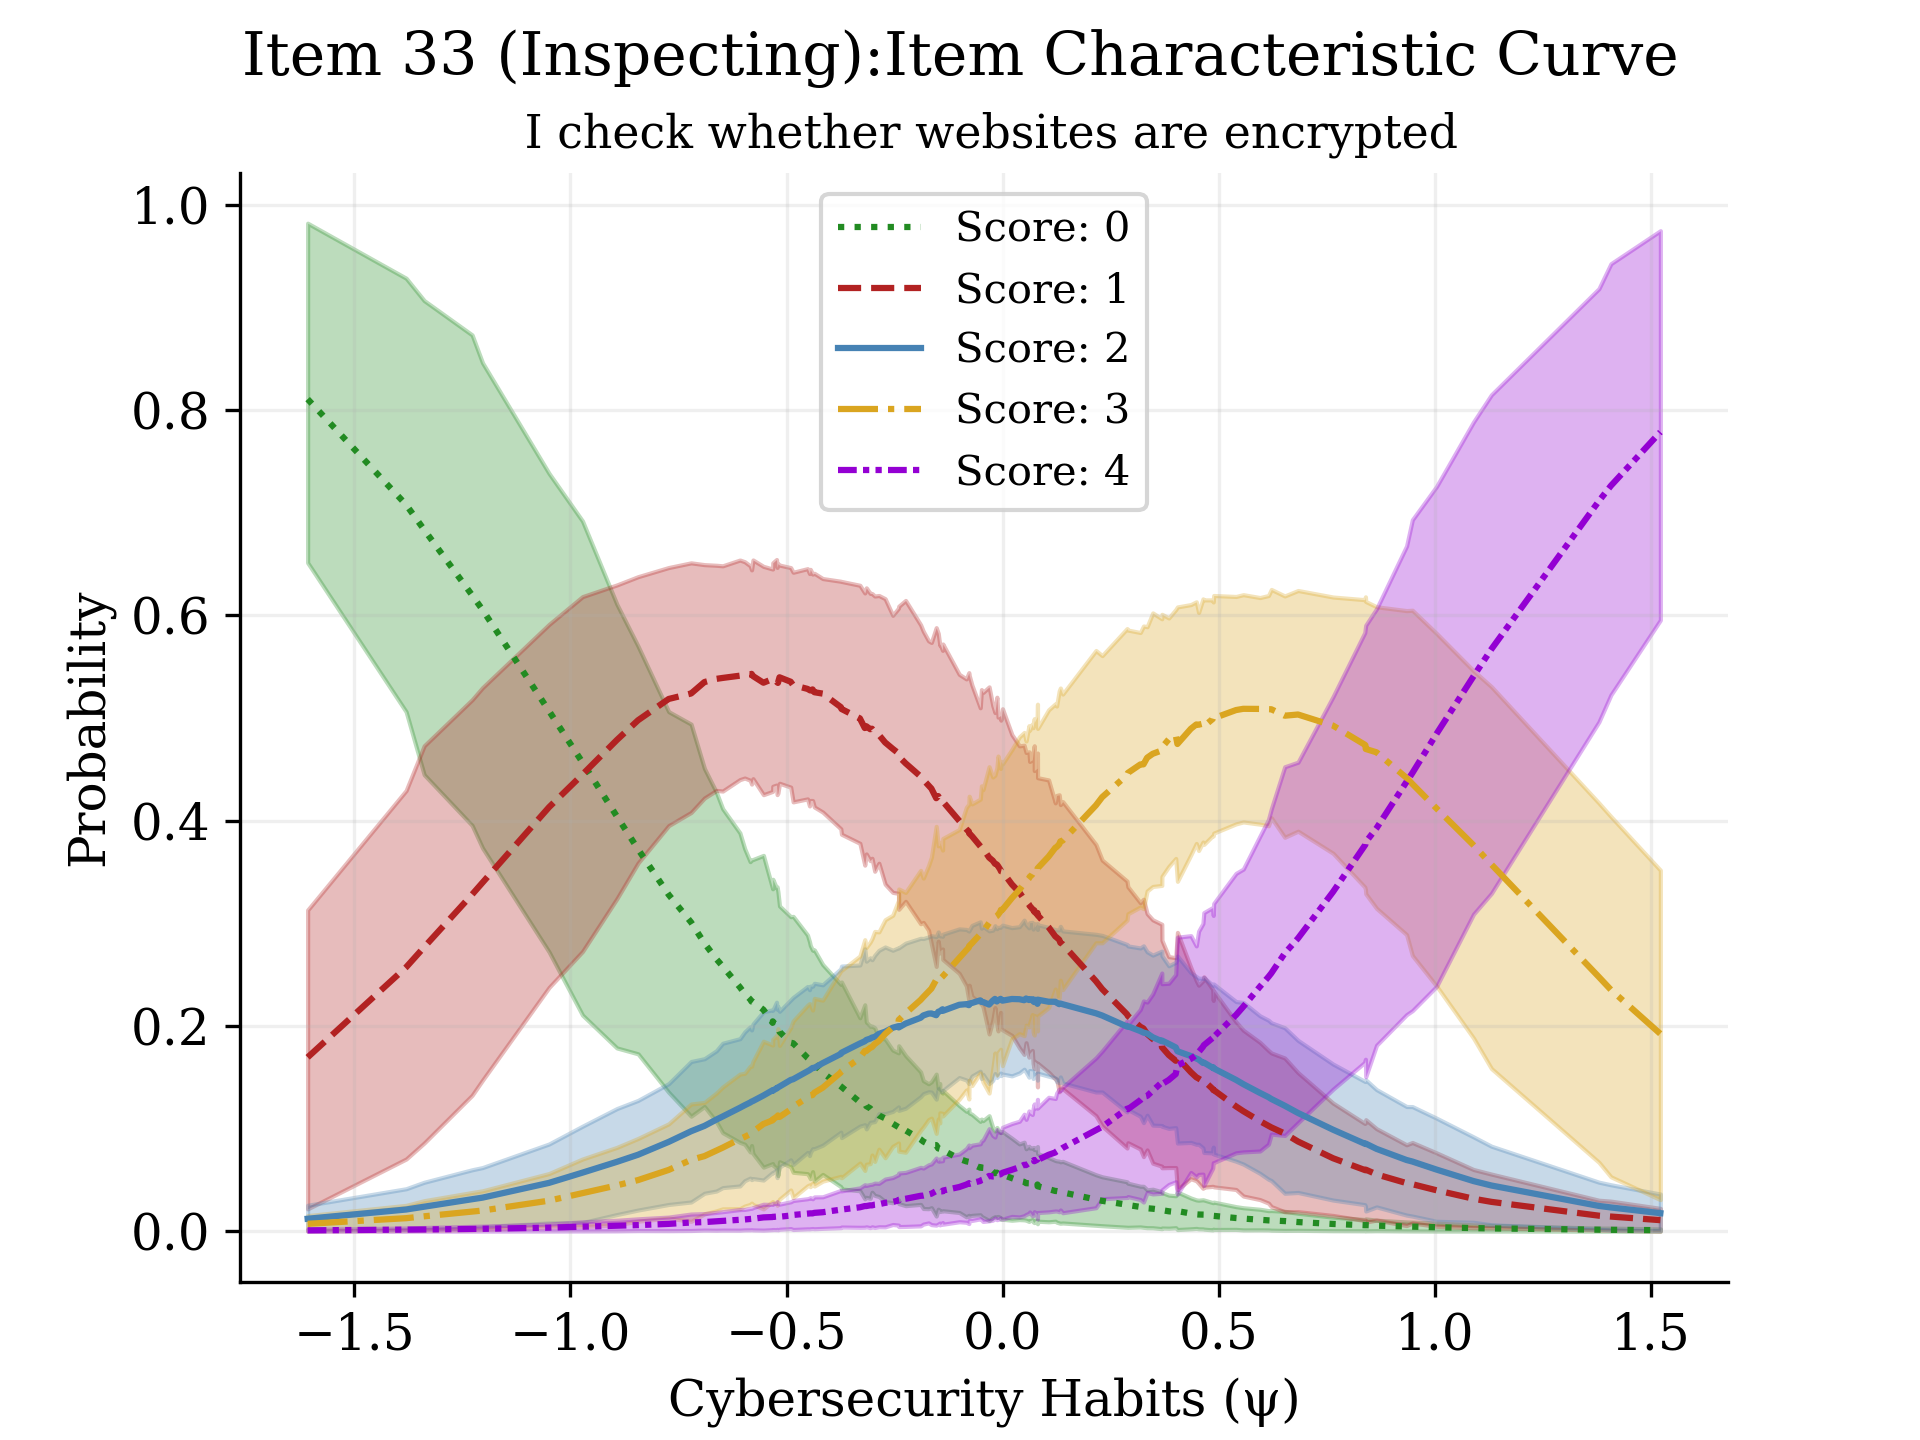 Item 33 (Inspecting):Item Characteristic Curve
I check whether websites are encrypted
1.0
0.8
0.6
0.4
0.2
0.0
Probability
Score: 0
Score: 1
Score: 2
Score: 3
Score: 4
−1.5 −1.0 −0.5 0.0 0.5 1.0 1.5
Cybersecurity Habits (ψ)